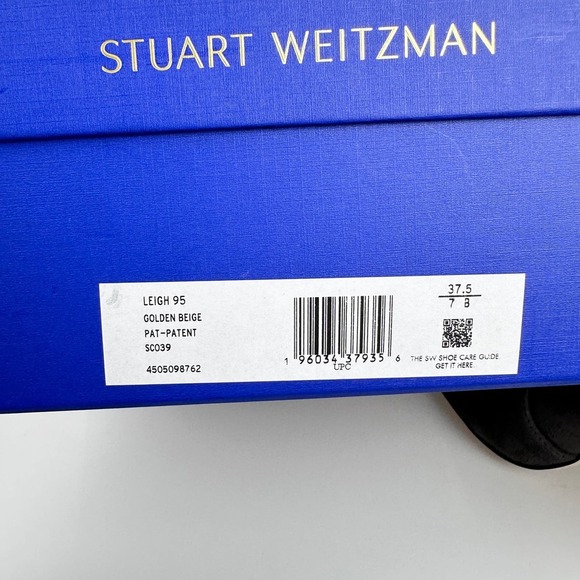 STUART WEITZMAN
LEIGH 95
GOLDEN BEIGE
PAT-PATENT
SC039
4505098762
1 96034 37935 6
UPC
37.5
7 B
THE SW SHOE CARE GUIDE.
GET IT HERE.